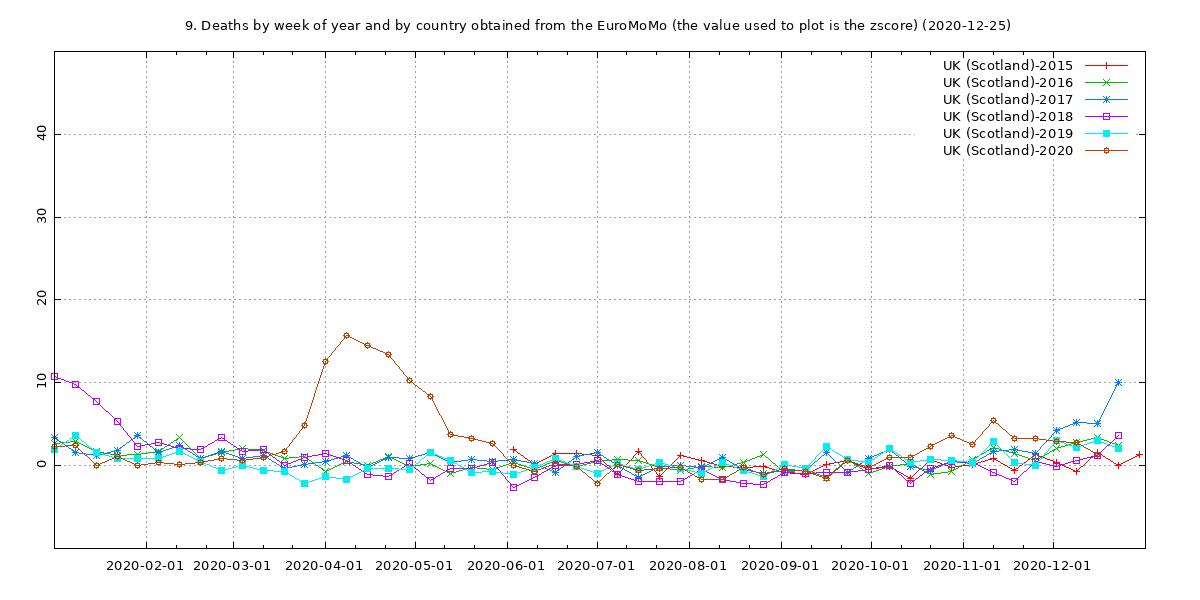 9. Deaths by week of year and by country obtained from the EuroMoMo (the value used to plot is the zscore) (2020-12-25)
UK (Scotland)-2015
UK (Scotland)-2016
UK (Scotland)-2017
UK (Scotland)-2018
UK (Scotland)-2019
UK (Scotland)-2020
40
30
20
10
0
2020-02-01 2020-03-01 2020-04-01 2020-05-01 2020-06-01 2020-07-01 2020-08-01 2020-09-01 2020-10-01 2020-11-01 2020-12-01